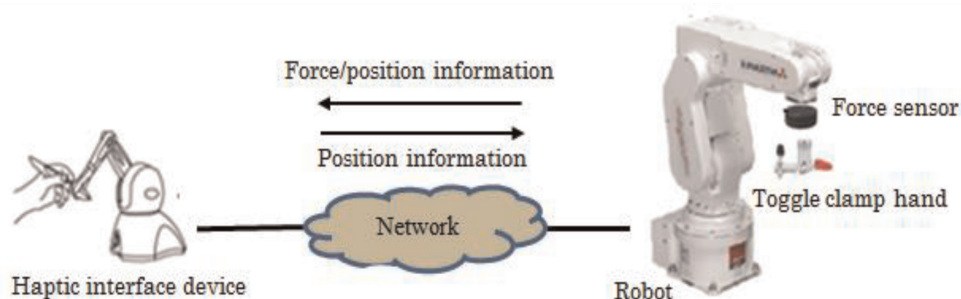 Force/position information
Position information
Force sensor
Toggle clamp hand
Network
Haptic interface device
Robot